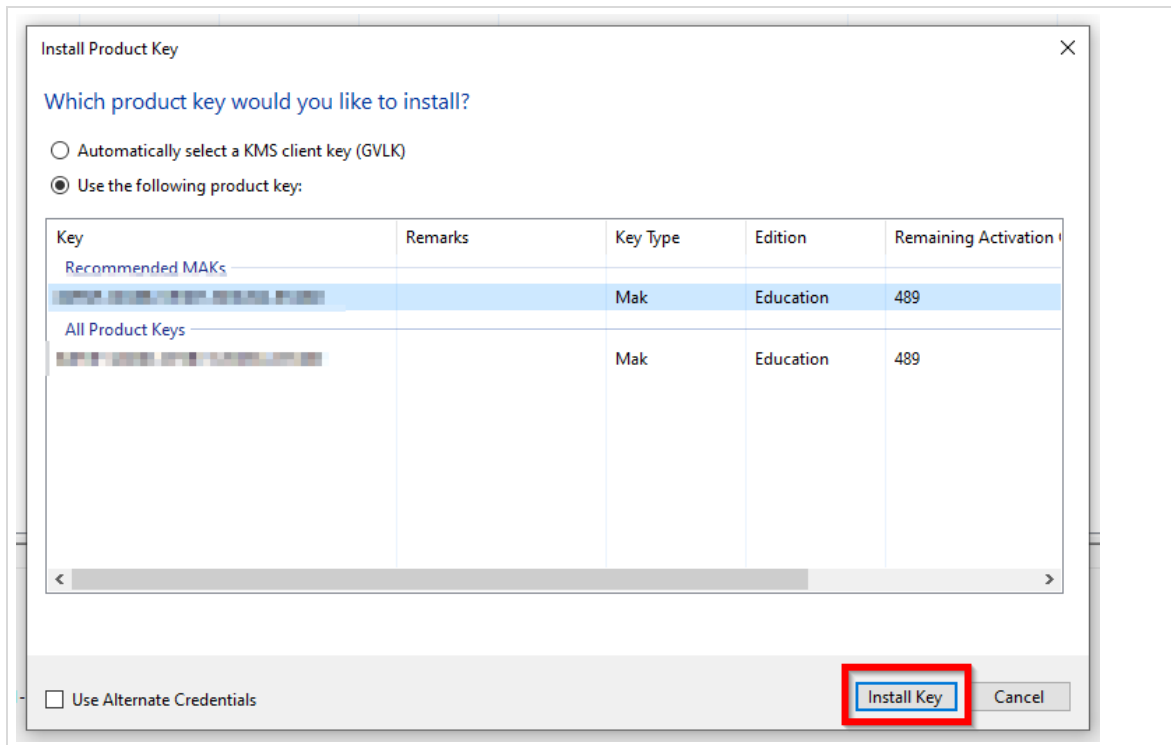 Install Product Key
Which product key would you like to install?
Automatically select a KMS client key (GVLK)
Use the following product key:
Key Remarks Key Type Edition Remaining Activation
Recommended MAKs
Mak Education 489
All Product Keys
Mak Education 489
Use Alternate Credentials Install Key Cancel